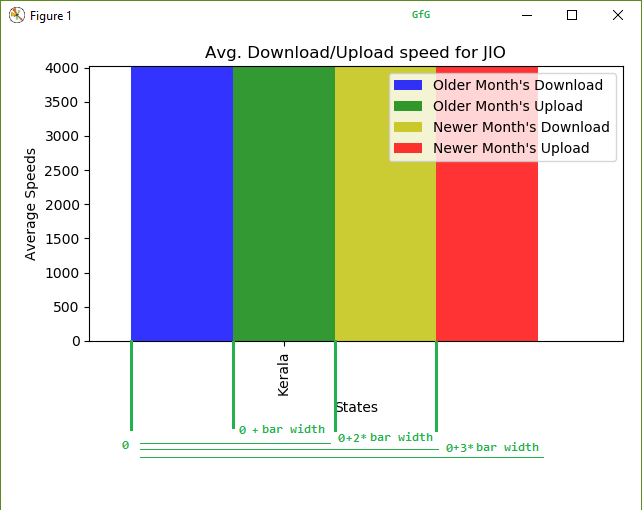 Figure 1
GfG
Avg. Download/Upload speed for JIO
Older Month's Download
Older Month's Upload
Newer Month's Download
Newer Month's Upload
Average Speeds
4000
3500
3000
2500
2000
1500
1000
500
0
Kerala
States
0
0 + bar width
0+2* bar width
0+3* bar width